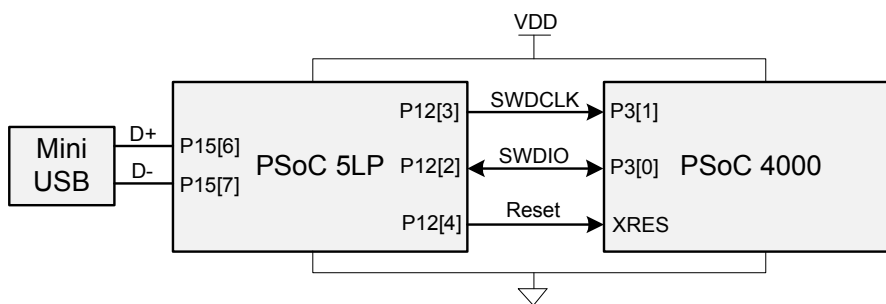 VDD
P12[3]
SWDCLK
P3[1]
Mini
USB
D+
D-
P15[6]
P15[7]
PSoC 5LP
P12[2]
SWDIO
P3[0]
PSoC 4000
P12[4]
Reset
XRES